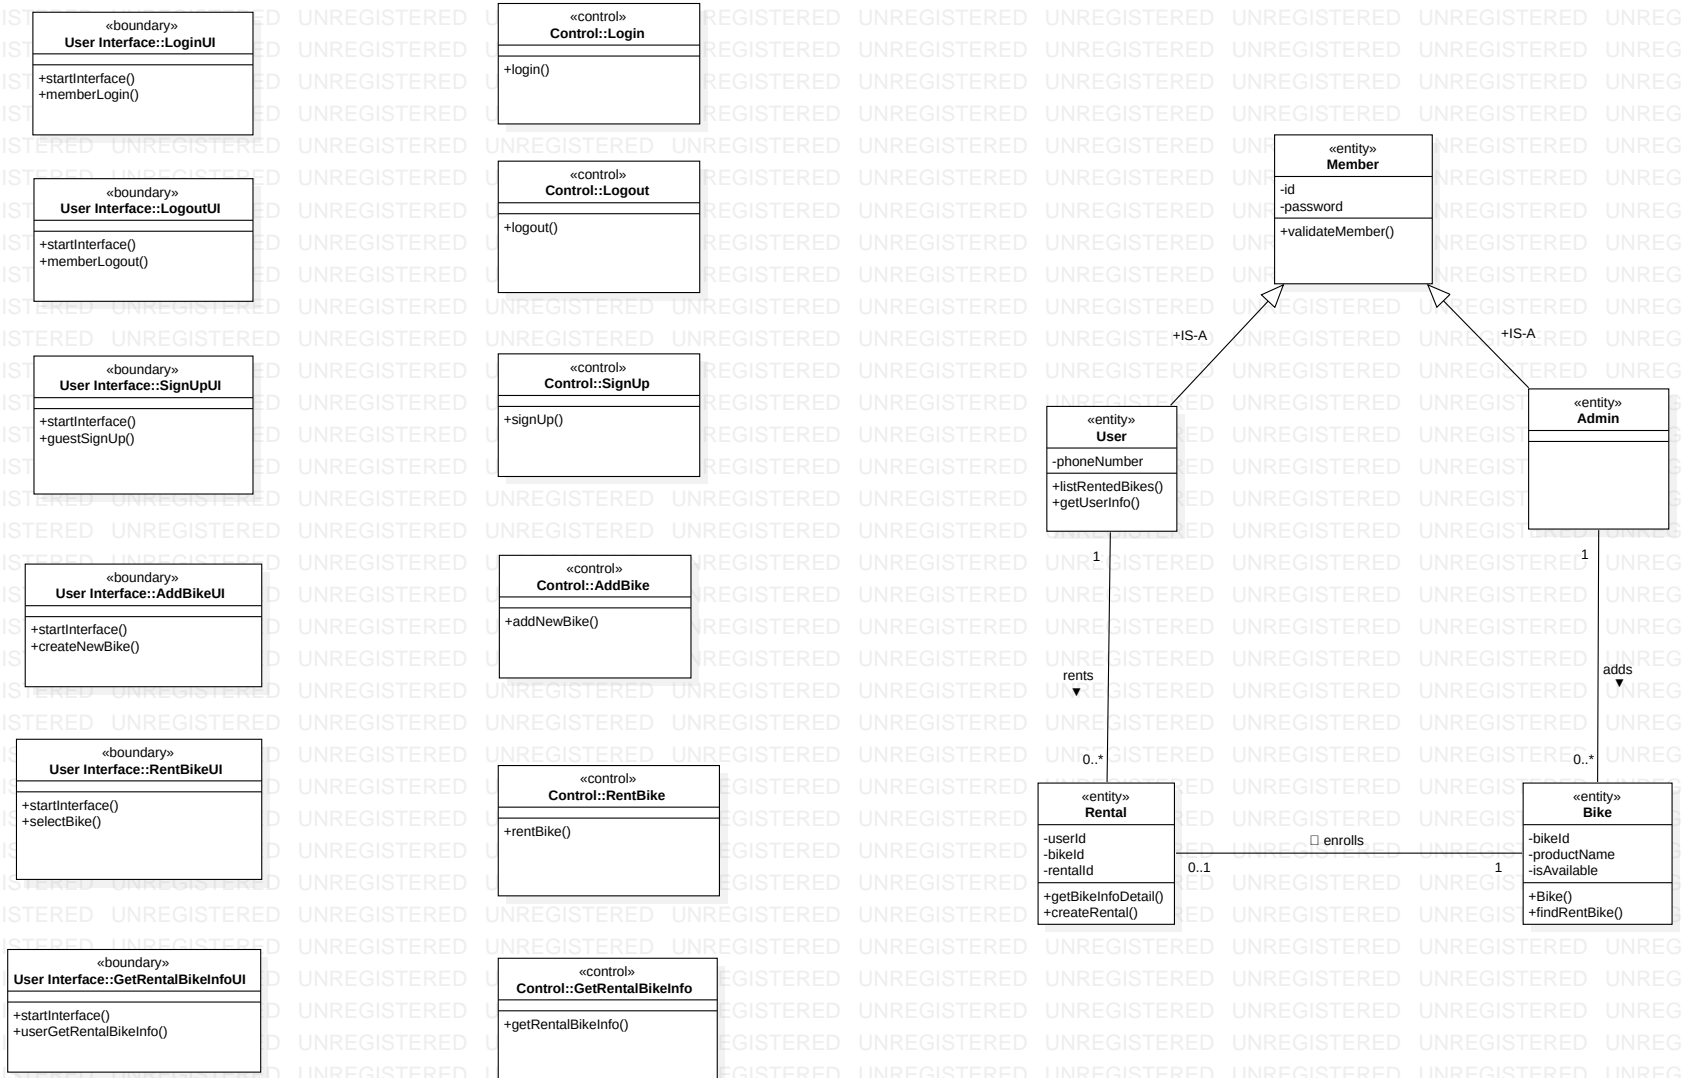 «boundary»
User Interface::LoginUI
+startInterface()
+memberLogin()
«boundary»
User Interface::LogoutUI
+startInterface()
+memberLogout()
«boundary»
User Interface::SignUpUI
+startInterface()
+guestSignUp()
«boundary»
User Interface::AddBikeUI
+startInterface()
+createNewBike()
«boundary»
User Interface::RentBikeUI
+startInterface()
+selectBike()
«boundary»
User Interface::GetRentalBikeInfoUI
+startInterface()
+userGetRentalBikeInfo()
«control»
Control::Login
+login()
«control»
Control::Logout
+logout()
«control»
Control::SignUp
+signUp()
«control»
Control::AddBike
+addNewBike()
«control»
Control::RentBike
+rentBike()
«control»
Control::GetRentalBikeInfo
+getRentalBikeInfo()
«entity»
Member
-id
-password
+validateMember()
+IS-A
+IS-A
«entity»
User
-phoneNumber
+listRentedBikes()
+getUserInfo()
«entity»
Admin
1
rents
▼
0..*
1
adds
▼
0..*
«entity»
Rental
-userId
-bikeId
-rentalId
+getBikeInfoDetail()
+createRental()
enrolls
0..1
1
«entity»
Bike
-bikeId
-productName
-isAvailable
+Bike()
+findRentBike()
UNREGISTERED